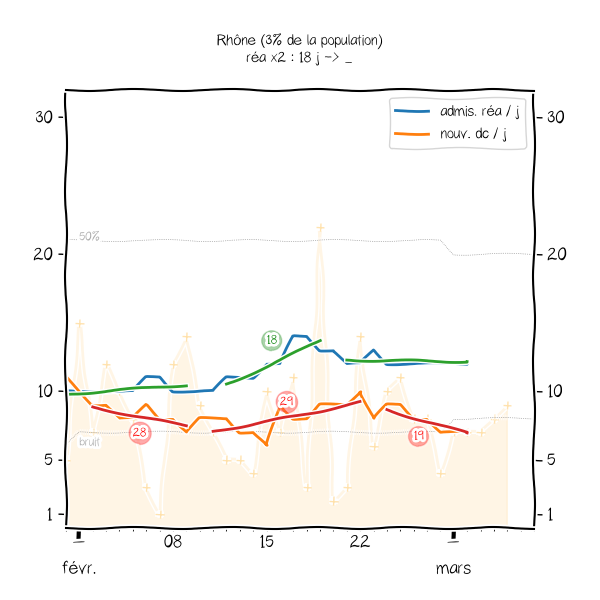 Rhône (3% de la population)
réa x2 : 18 j -> _
admis. réa / j
nouv. dc / j
30
30
50%
20
20
18
10
10
29
28
19
bruit
5
5
1
1
08
15
22
févr.
mars